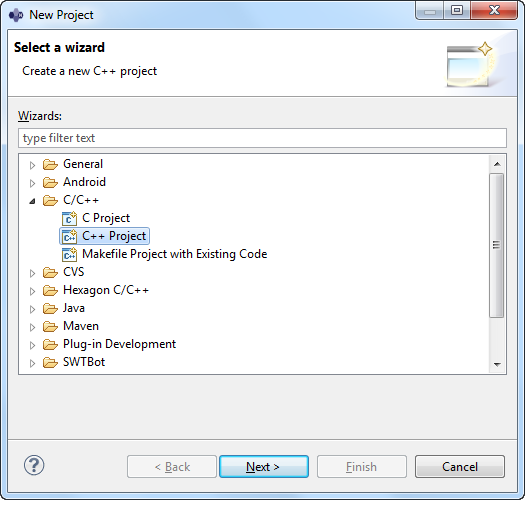 New Project
Select a wizard
Create a new C++ project
Wizards:
type filter text
General
Android
C/C++
C Project
C++ Project
Makefile Project with Existing Code
CVS
Hexagon C/C++
Java
Maven
Plug-in Development
SWTBot
? < Back Next > Finish Cancel